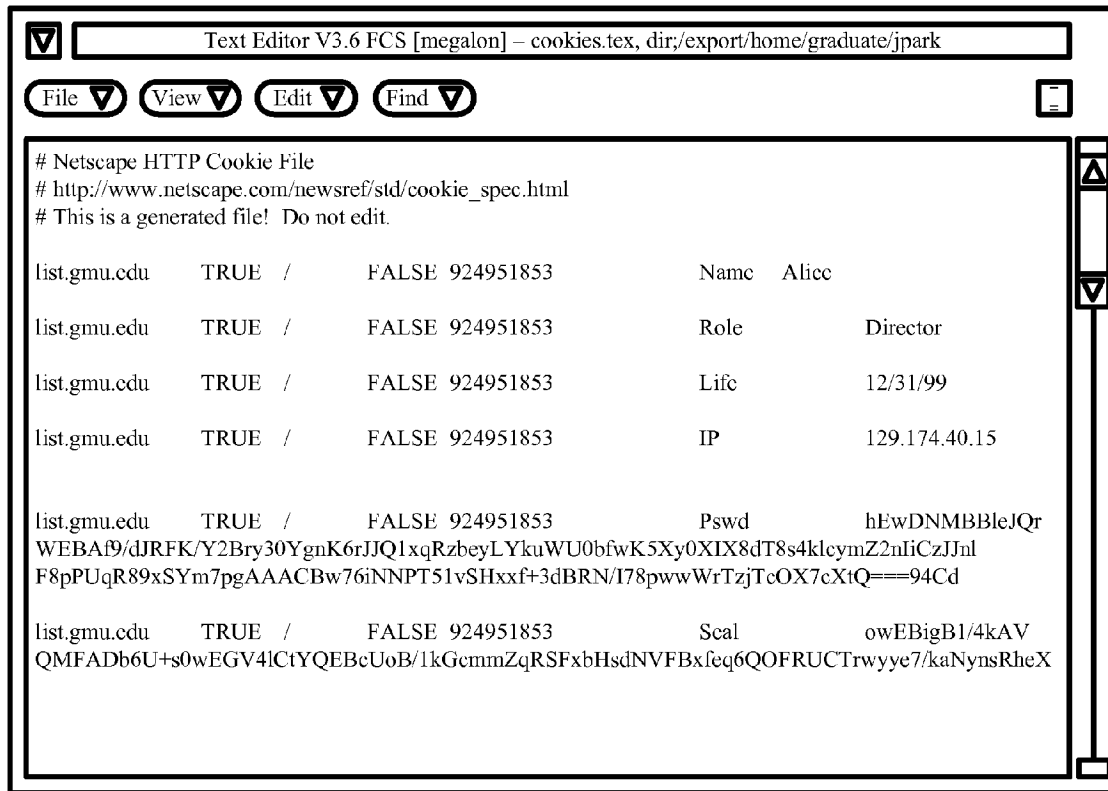 Text Editor V3.6 FCS [megalon] – cookies.tex, dir;/export/home/graduate/jpark
File View Edit Find
# Netscape HTTP Cookie File
# http://www.netscape.com/newsref/std/cookie_spec.html
# This is a generated file! Do not edit.
list.gmu.edu TRUE / FALSE 924951853 Name Alice
list.gmu.edu TRUE / FALSE 924951853 Role Director
list.gmu.edu TRUE / FALSE 924951853 Life 12/31/99
list.gmu.edu TRUE / FALSE 924951853 IP 129.174.40.15
list.gmu.edu TRUE / FALSE 924951853 Pswd hEwDNMBBleJQr
WEBAf9/dJRFK/Y2Bry30YgnK6rJJQ1xqRzbeyLYkuWU0bfwK5Xy0XIX8dT8s4klcymZ2nIiCzJJnl
F8pPUqR89xSYm7pgAAACBw76iNNPT51vSHxxf+3dBRN/I78pwwWrTzjTcOX7cXtQ===94Cd
list.gmu.edu TRUE / FALSE 924951853 Seal owEBigB1/4kAV
QMFADb6U+s0wEGV4lCtYQEBcUoB/1kGcmmZqRSFxbHsdNVFBxfeq6QOFRUCTrwyye7/kaNynsRheX